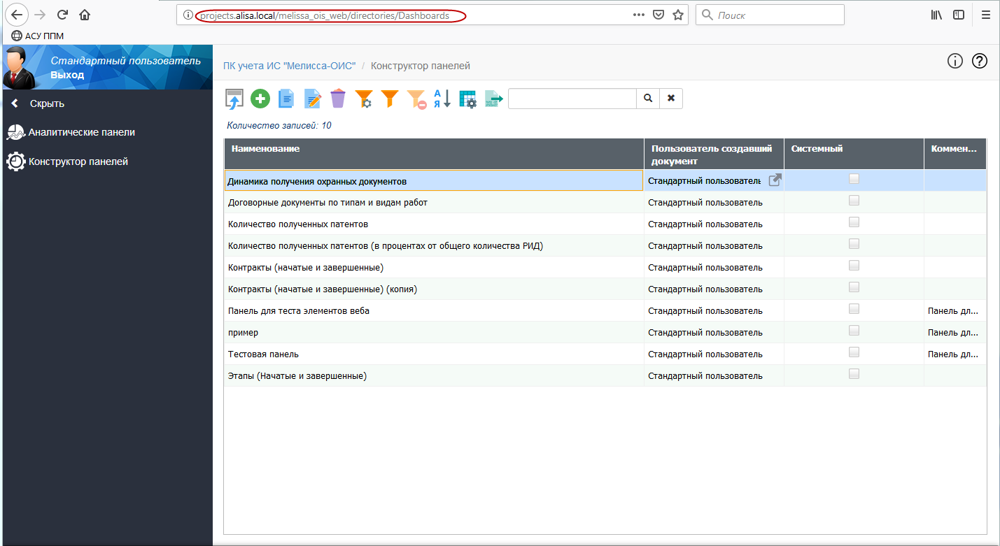 projects.alisa.local/melissa_ois_web/directories/Dashboards
Поиск
АСУ ППМ
Стандартный пользователь
Выход
Скрыть
Аналитические панели
Конструктор панелей
ПК учета ИС "Мелисса-ОИС" / Конструктор панелей
А
Я
XLS
Количество записей: 10
Наименование Пользователь создавший документ Системный Коммен...
Динамика получения охранных документов Стандартный пользователь
Договорные документы по типам и видам работ Стандартный пользователь
Количество полученных патентов Стандартный пользователь
Количество полученных патентов (в процентах от общего количества РИД) Стандартный пользователь
Контракты (начатые и завершенные) Стандартный пользователь
Контракты (начатые и завершенные) (копия) Стандартный пользователь
Панель для теста элементов веба Стандартный пользователь Панель дл...
пример Стандартный пользователь Панель дл...
Тестовая панель Стандартный пользователь Панель дл...
Этапы (Начатые и завершенные) Стандартный пользователь